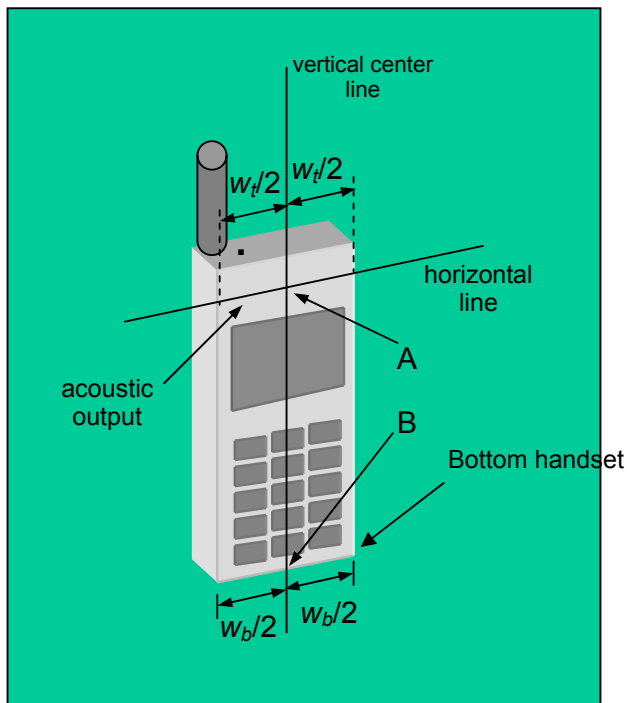 vertical center
line
wt/2
wt/2
horizontal
line
A
acoustic
output
B
Bottom handset
wb/2
wb/2